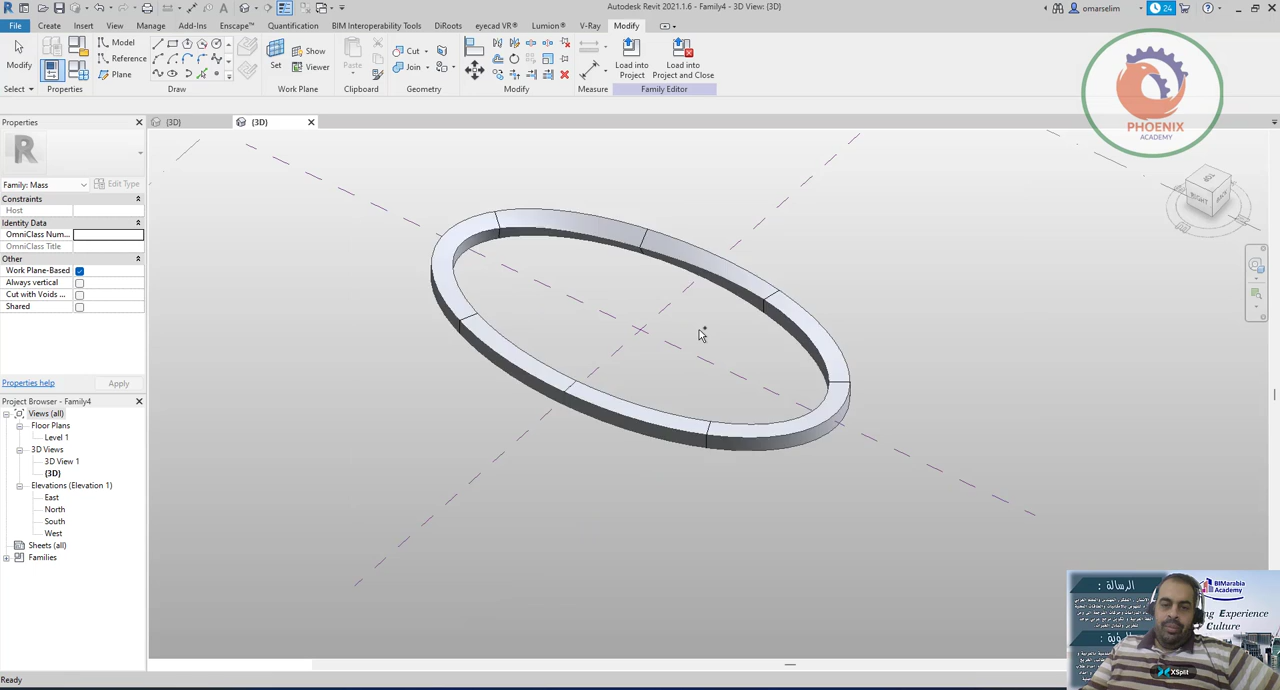 Autodesk Revit 2021.1.6 - Family4 - 3D View: {3D}
omarselim
24
File
Create
Insert
View
Manage
Add-Ins
Enscape™
Quantification
BIM Interoperability Tools
DiRoots
eyecad VR®
Lumion®
V-Ray
Modify
Modify
Model
Reference
Plane
Set
Show
Viewer
Paste
Cut
Join
Load into
Project
Load into
Project and Close
Select
Properties
Draw
Work Plane
Clipboard
Geometry
Modify
Measure
Family Editor
PHOENIX
ACADEMY
Properties
{3D}
{3D}
R
Family: Mass
Edit Type
Constraints
Host
Identity Data
OmniClass Num...
OmniClass Title
Other
Work Plane-Based
Always vertical
Cut with Voids ...
Shared
RIGHT
BACK
Properties help
Apply
Project Browser - Family4
Views (all)
Floor Plans
Level 1
3D Views
3D View 1
{3D}
Elevations (Elevation 1)
East
North
South
West
Sheets (all)
Families
الرسالة :
BIMarabia
Academy
Experience
Culture
XSplit
Ready